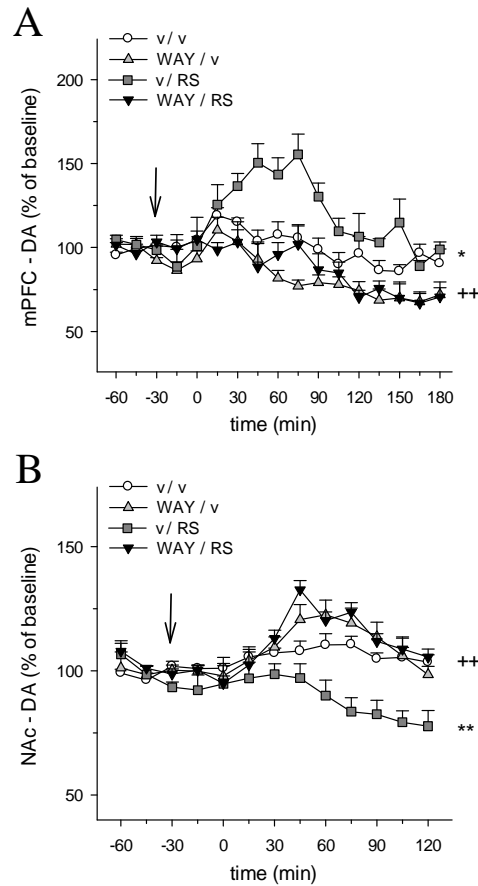 A
v / v
WAY / v
v / RS
WAY / RS
200
150
100
50
mPFC - DA (% of baseline)
*
++
-60 -30 0 30 60 90 120 150 180
time (min)
B
v / v
WAY / v
v / RS
WAY / RS
150
100
50
NAc - DA (% of baseline)
++
**
-60 -30 0 30 60 90 120
time (min)